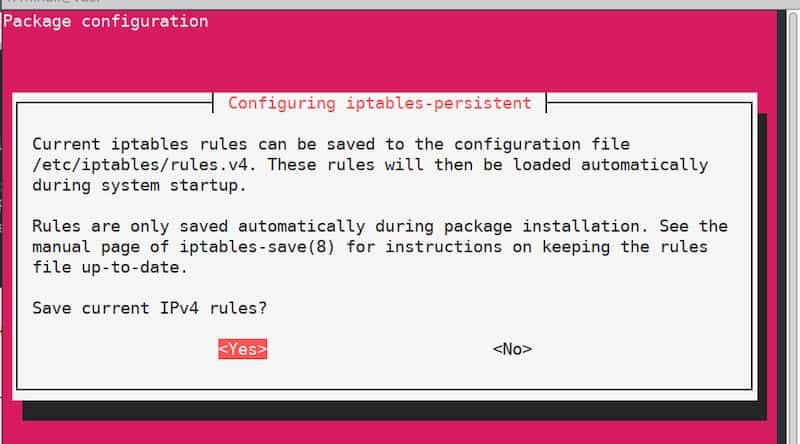 Package configuration
Configuring iptables-persistent
Current iptables rules can be saved to the configuration file
/etc/iptables/rules.v4. These rules will then be loaded automatically
during system startup.
Rules are only saved automatically during package installation. See the
manual page of iptables-save(8) for instructions on keeping the rules
file up-to-date.
Save current IPv4 rules?
<Yes> <No>